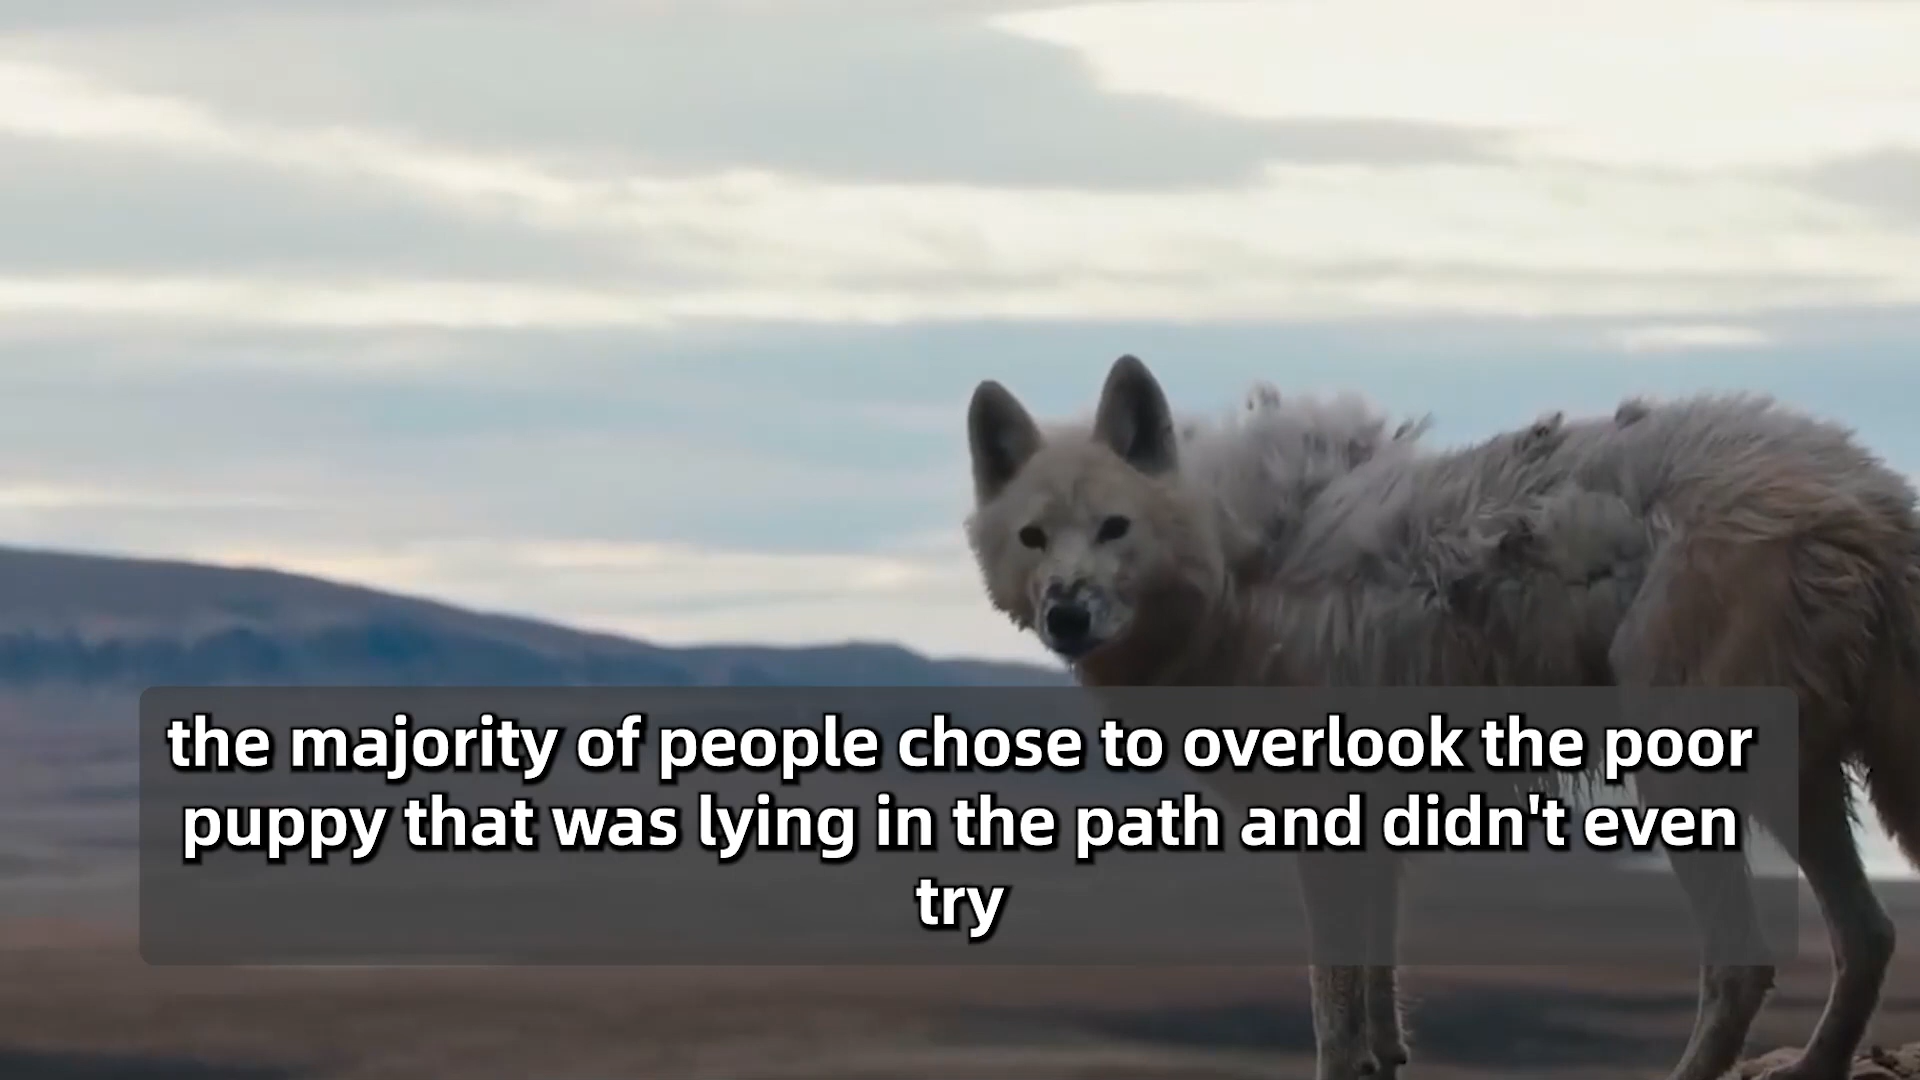 the majority of people chose to overlook the poor
puppy that was lying in the path and didn't even
try